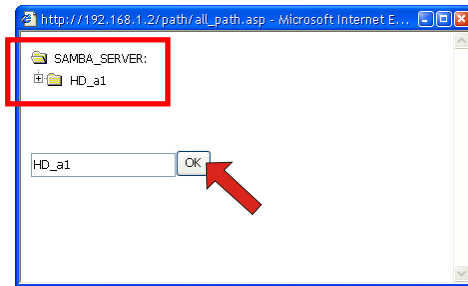 http://192.168.1.2/path/all_path.asp - Microsoft Internet E...
SAMBA_SERVER:
HD_a1
HD_a1 OK